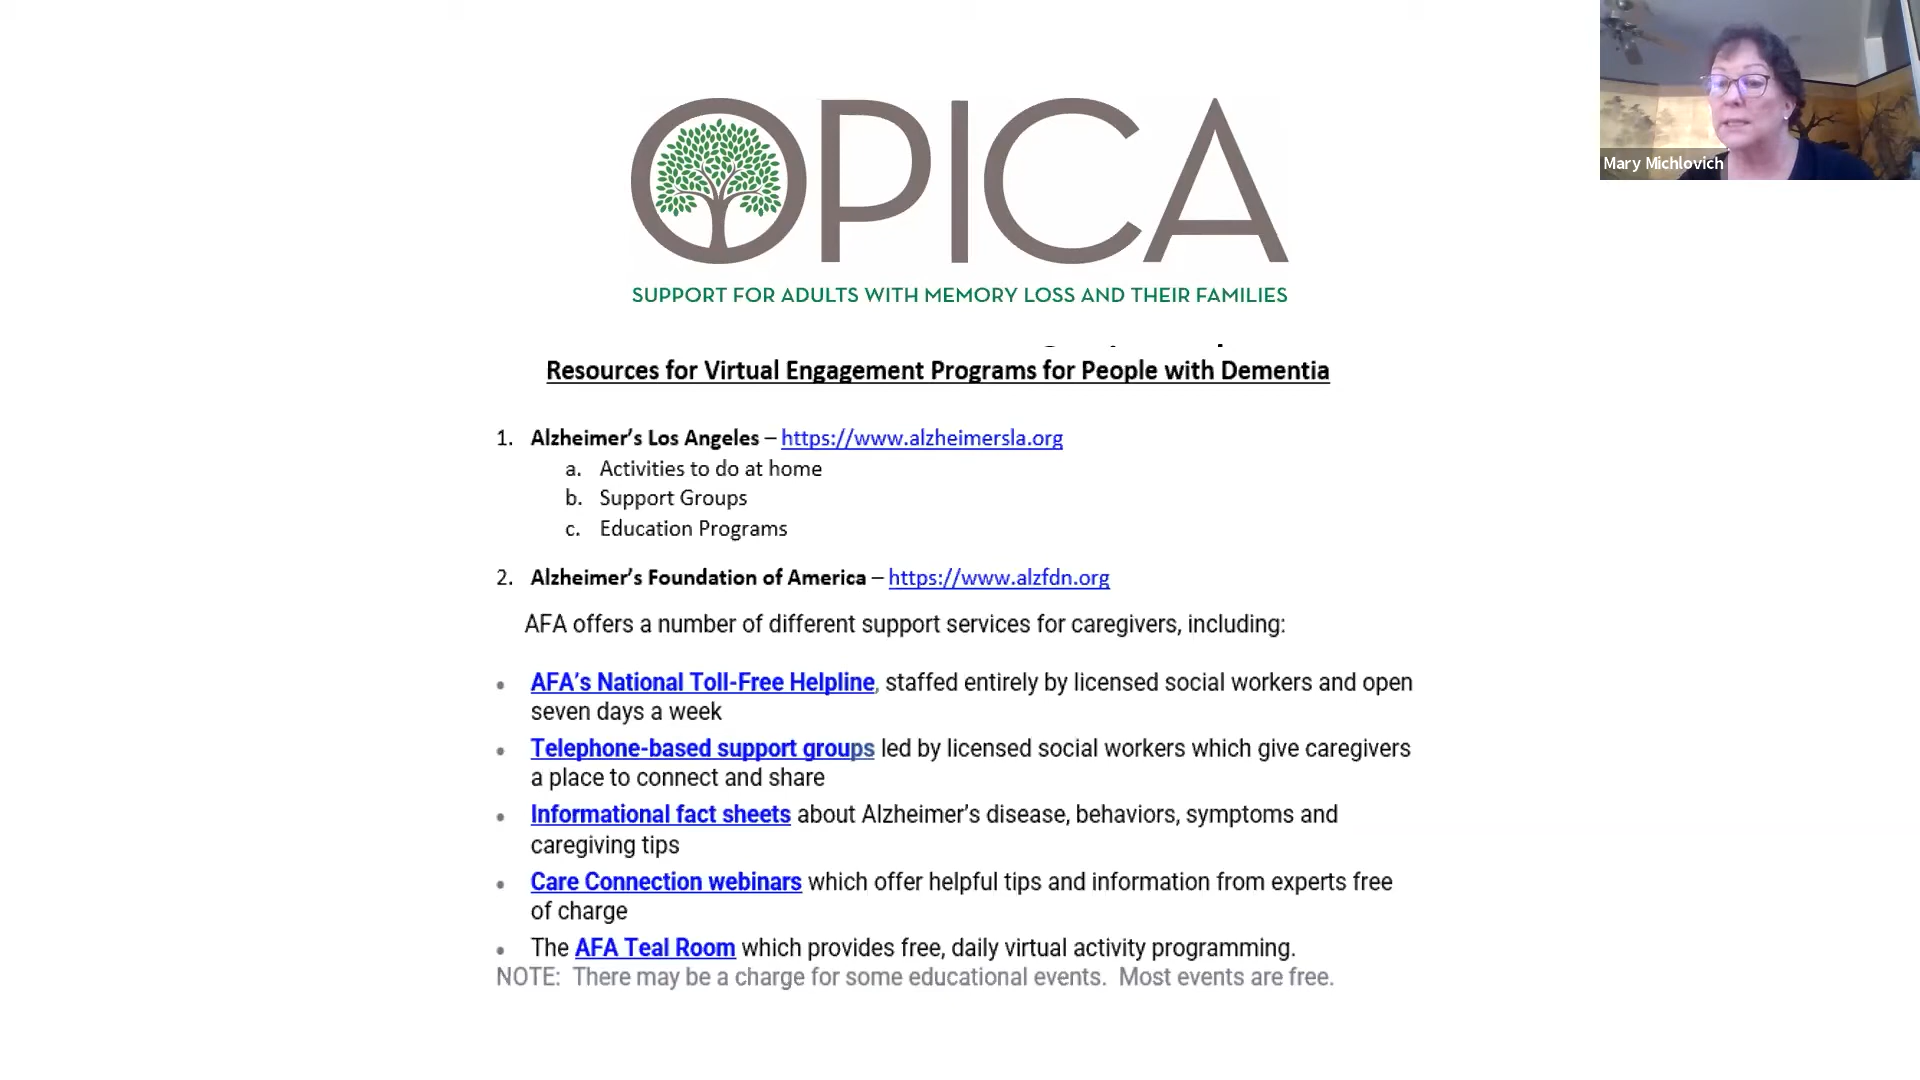 OPICA
Mary Michlovich
SUPPORT FOR ADULTS WITH MEMORY LOSS AND THEIR FAMILIES
Resources for Virtual Engagement Programs for People with Dementia
1. Alzheimer’s Los Angeles – https://www.alzheimersla.org
a. Activities to do at home
b. Support Groups
c. Education Programs
2. Alzheimer’s Foundation of America – https://www.alzfdn.org
AFA offers a number of different support services for caregivers, including:
• AFA’s National Toll-Free Helpline, staffed entirely by licensed social workers and open
seven days a week
• Telephone-based support groups led by licensed social workers which give caregivers
a place to connect and share
• Informational fact sheets about Alzheimer’s disease, behaviors, symptoms and
caregiving tips
• Care Connection webinars which offer helpful tips and information from experts free
of charge
• The AFA Teal Room which provides free, daily virtual activity programming.
NOTE:  There may be a charge for some educational events.  Most events are free.